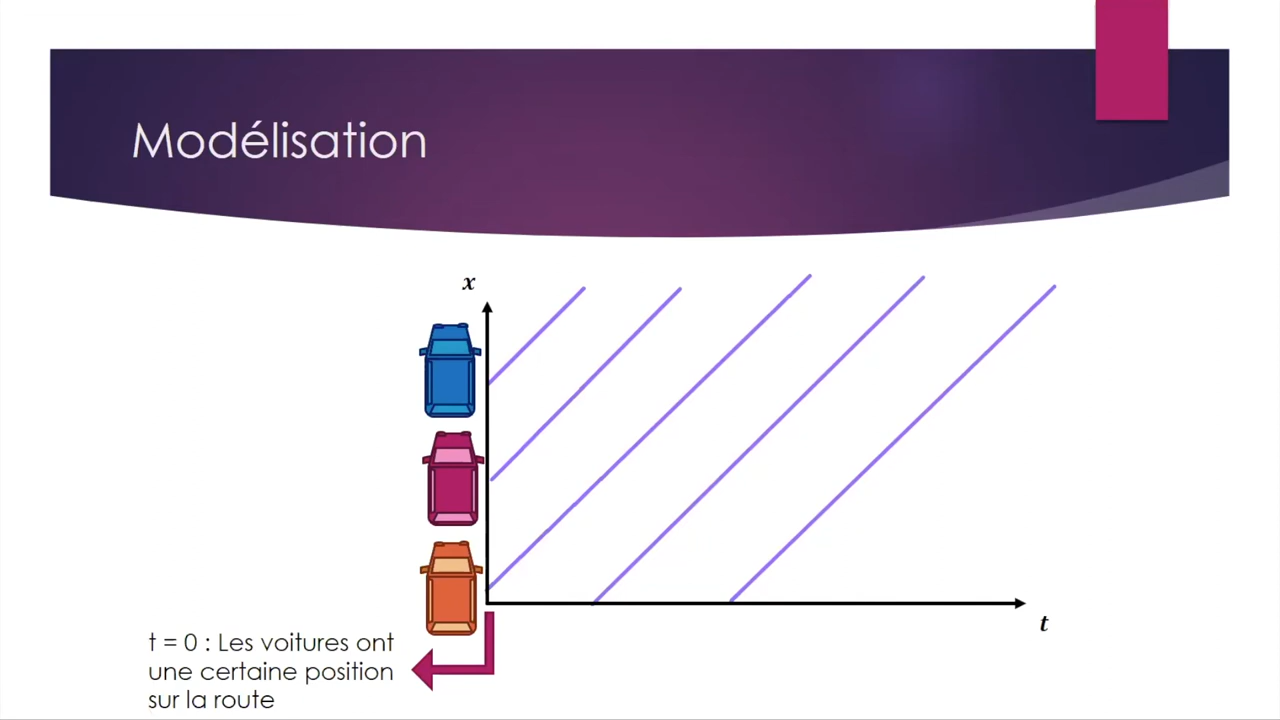 Modélisation
x
t
t = 0 : Les voitures ont
une certaine position
sur la route